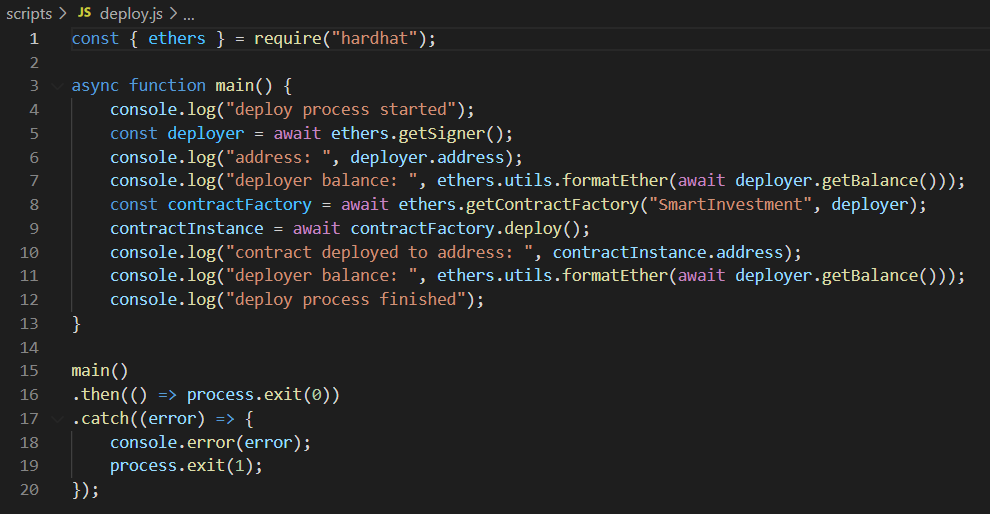 scripts > JS deploy.js > ...
1 const { ethers } = require("hardhat");
2
3 async function main() {
4     console.log("deploy process started");
5     const deployer = await ethers.getSigner();
6     console.log("address: ", deployer.address);
7     console.log("deployer balance: ", ethers.utils.formatEther(await deployer.getBalance()));
8     const contractFactory = await ethers.getContractFactory("SmartInvestment", deployer);
9     contractInstance = await contractFactory.deploy();
10     console.log("contract deployed to address: ", contractInstance.address);
11     console.log("deployer balance: ", ethers.utils.formatEther(await deployer.getBalance()));
12     console.log("deploy process finished");
13 }
14
15 main()
16 .then(() => process.exit(0))
17 .catch((error) => {
18     console.error(error);
19     process.exit(1);
20 });